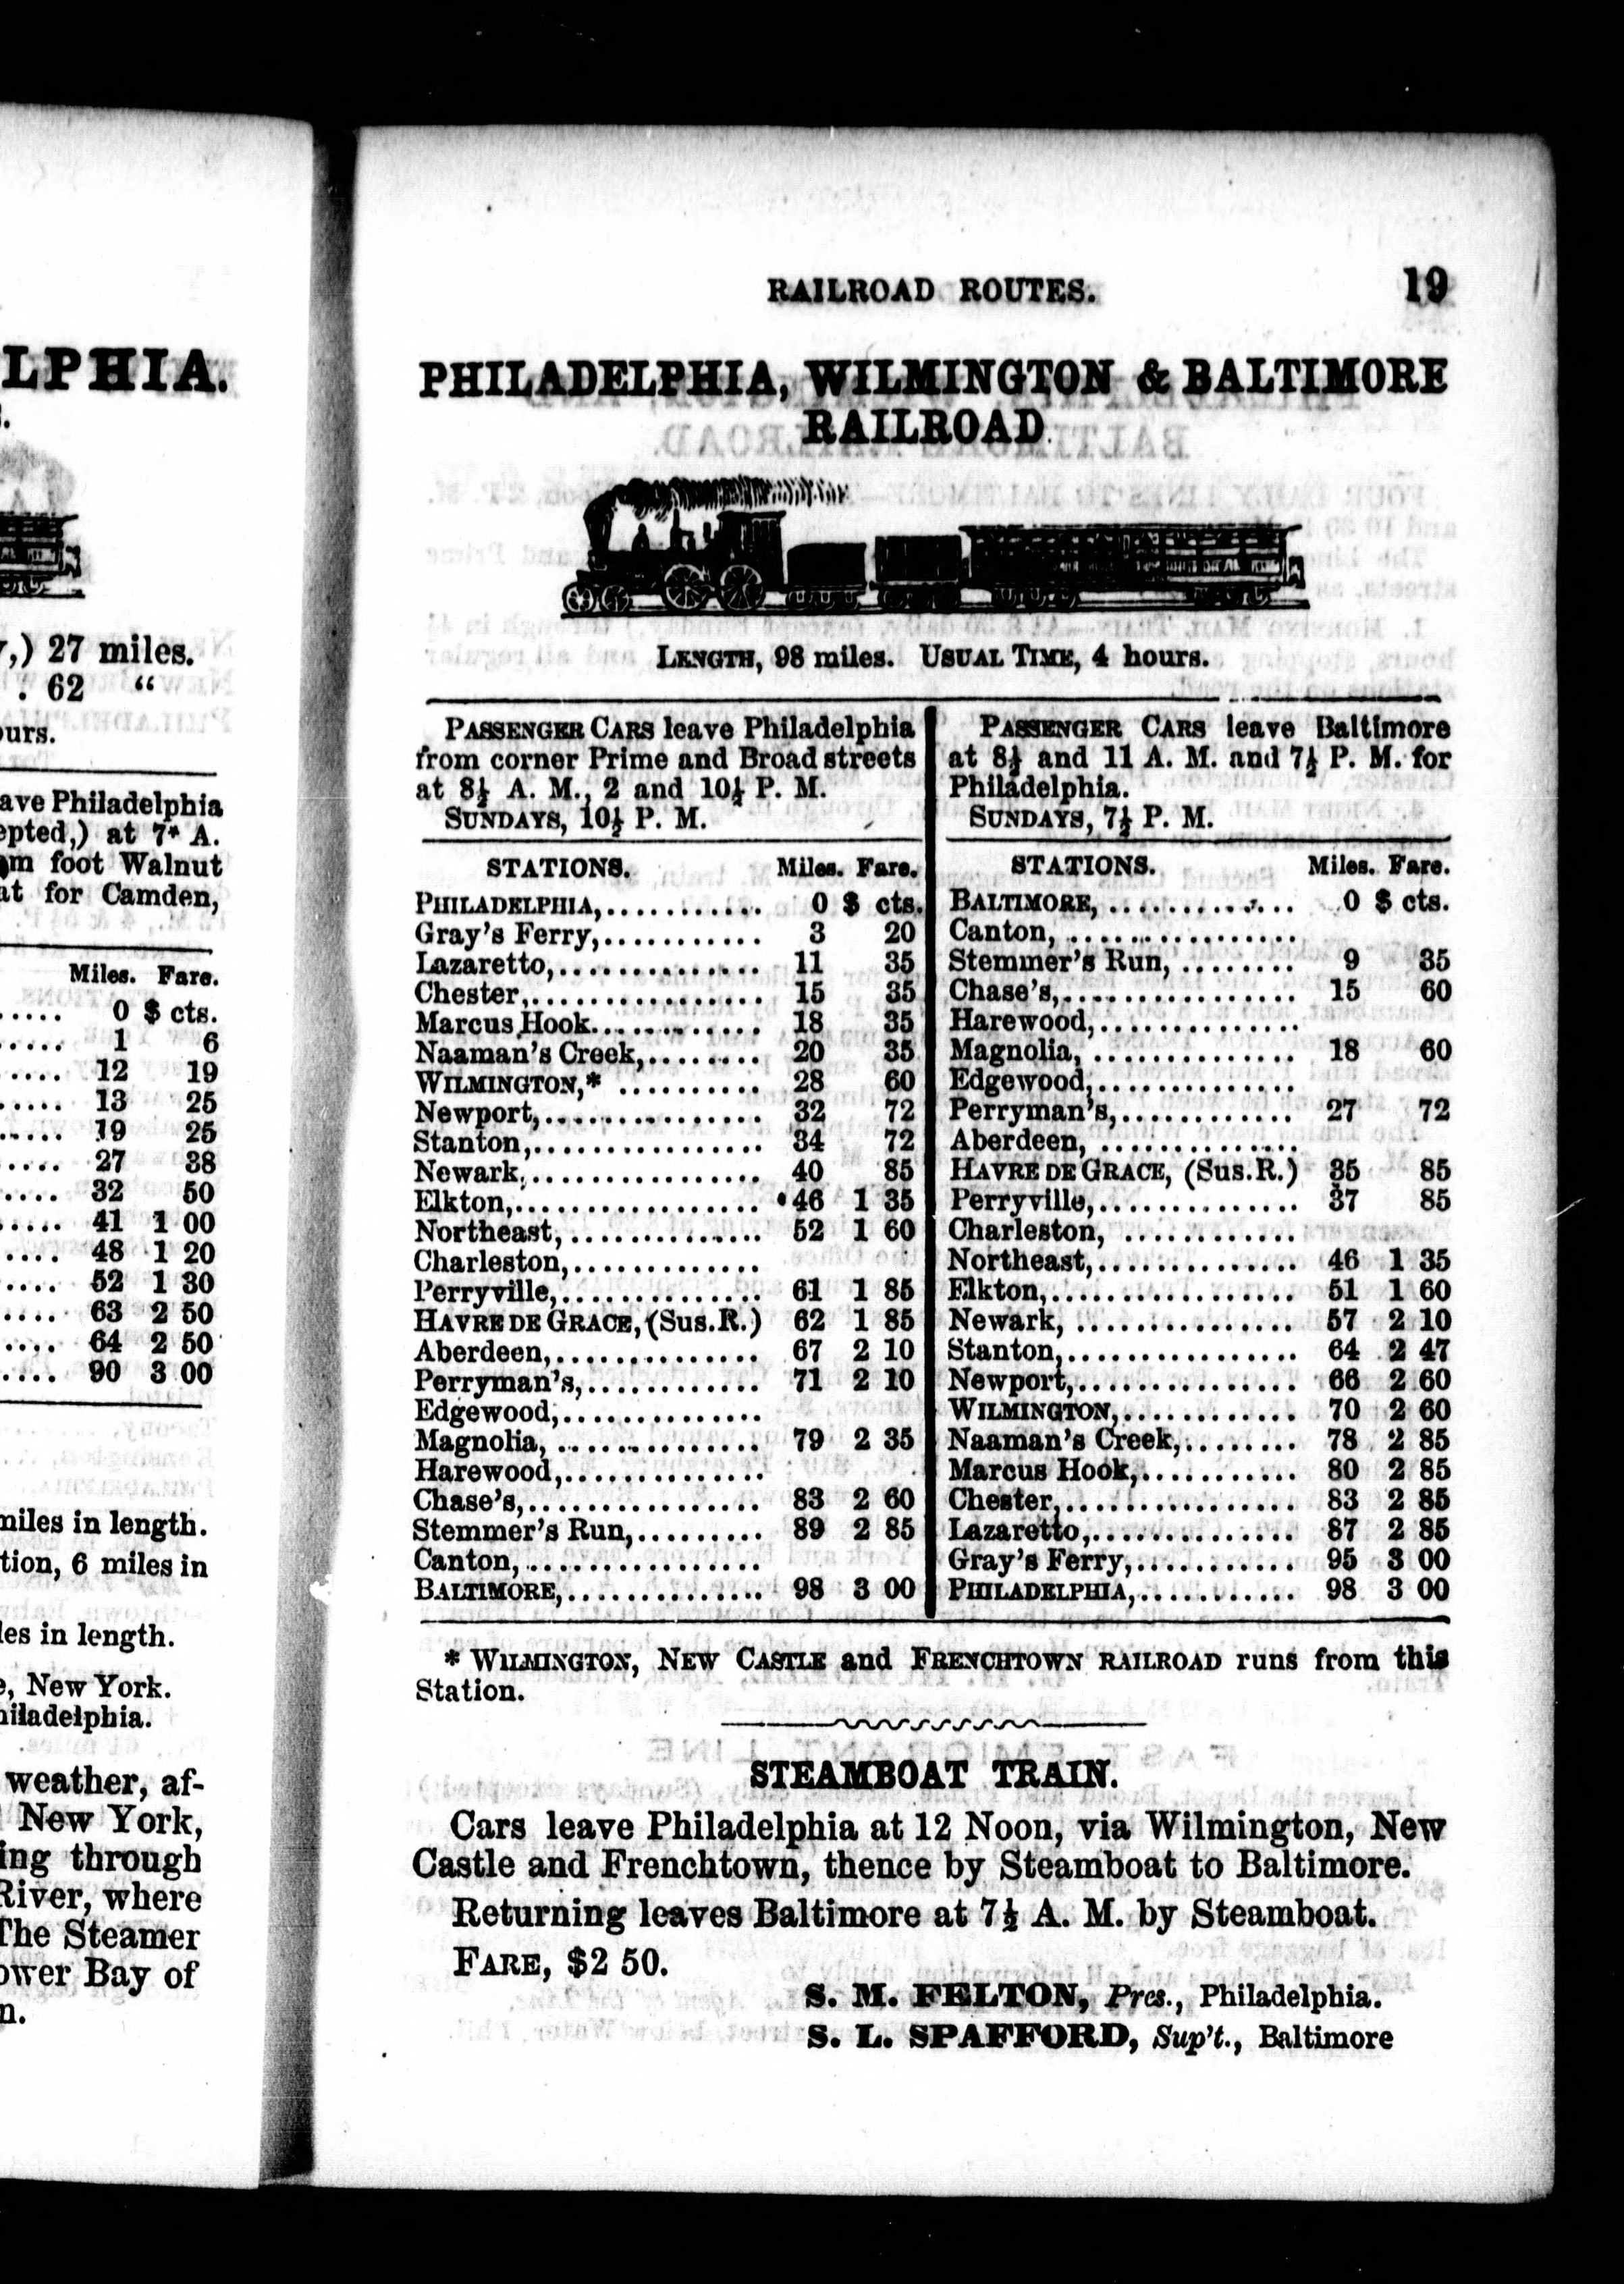 LPHIA.
,) 27 miles.
. 62 “
urs.
ave Philadelphia
epted,) at 7* A.
m foot Walnut
at for Camden,
Miles. Fare.
..... 0 $ cts.
..... 1 6
..... 12 19
..... 13 25
..... 19 25
..... 27 38
..... 32 50
..... 41 1 00
.... 48 1 20
.... 52 1 30
.... 63 2 50
.... 64 2 50
.... 90 3 00
miles in length.
tion, 6 miles in
les in length.
, New York.
hiladelphia.
weather, af-
New York,
ing through
River, where
The Steamer
ower Bay of
n.
RAILROAD ROUTES. 19
PHILADELPHIA, WILMINGTON & BALTIMORE
RAILROAD
LENGTH, 98 miles. USUAL TIME, 4 hours.
PASSENGER CARS leave Philadelphia
from corner Prime and Broad streets
at 8½ A. M., 2 and 10½ P. M.
SUNDAYS, 10½ P. M.
STATIONS. Miles. Fare.
PHILADELPHIA,........... 0 $ cts.
Gray's Ferry,........... 3 20
Lazaretto,.............. 11 35
Chester,................ 15 35
Marcus Hook............. 18 35
Naaman's Creek,........ 20 35
WILMINGTON,* .......... 28 60
Newport,............... 32 72
Stanton,................ 34 72
Newark,................ 40 85
Elkton,................. 46 1 35
Northeast,.............. 52 1 60
Charleston,.............
Perryville,.............. 61 1 85
HAVRE DE GRACE, (Sus.R.) 62 1 85
Aberdeen,.............. 67 2 10
Perryman's,............ 71 2 10
Edgewood,..............
Magnolia, .............. 79 2 35
Harewood,..............
Chase's,................ 83 2 60
Stemmer's Run,......... 89 2 85
Canton,................
BALTIMORE,.............. 98 3 00
PASSENGER CARS leave Baltimore
at 8½ and 11 A. M. and 7½ P. M. for
Philadelphia.
SUNDAYS, 7½ P. M.
STATIONS. Miles. Fare.
BALTIMORE, ............. 0 $ cts.
Canton, ................
Stemmer's Run, ........ 9 35
Chase's,................ 15 60
Harewood,..............
Magnolia, .............. 18 60
Edgewood,..............
Perryman's,............ 27 72
Aberdeen, ..............
HAVRE DE GRACE, (Sus.R.) 35 85
Perryville,.............. 37 85
Charleston, ............
Northeast,.............. 46 1 35
Elkton,................. 51 1 60
Newark, ............... 57 2 10
Stanton,................ 64 2 47
Newport,............... 66 2 60
WILMINGTON,............ 70 2 60
Naaman's Creek,........ 78 2 85
Marcus Hook,........... 80 2 85
Chester,................ 83 2 85
Lazaretto,.............. 87 2 85
Gray's Ferry,........... 95 3 00
PHILADELPHIA,........... 98 3 00
* WILMINGTON, NEW CASTLE and FRENCHTOWN RAILROAD runs from this
Station.
STEAMBOAT TRAIN.
Cars leave Philadelphia at 12 Noon, via Wilmington, New
Castle and Frenchtown, thence by Steamboat to Baltimore.
Returning leaves Baltimore at 7½ A. M. by Steamboat.
FARE, $2 50.
S. M. FELTON, Pres., Philadelphia.
S. L. SPAFFORD, Sup't., Baltimore